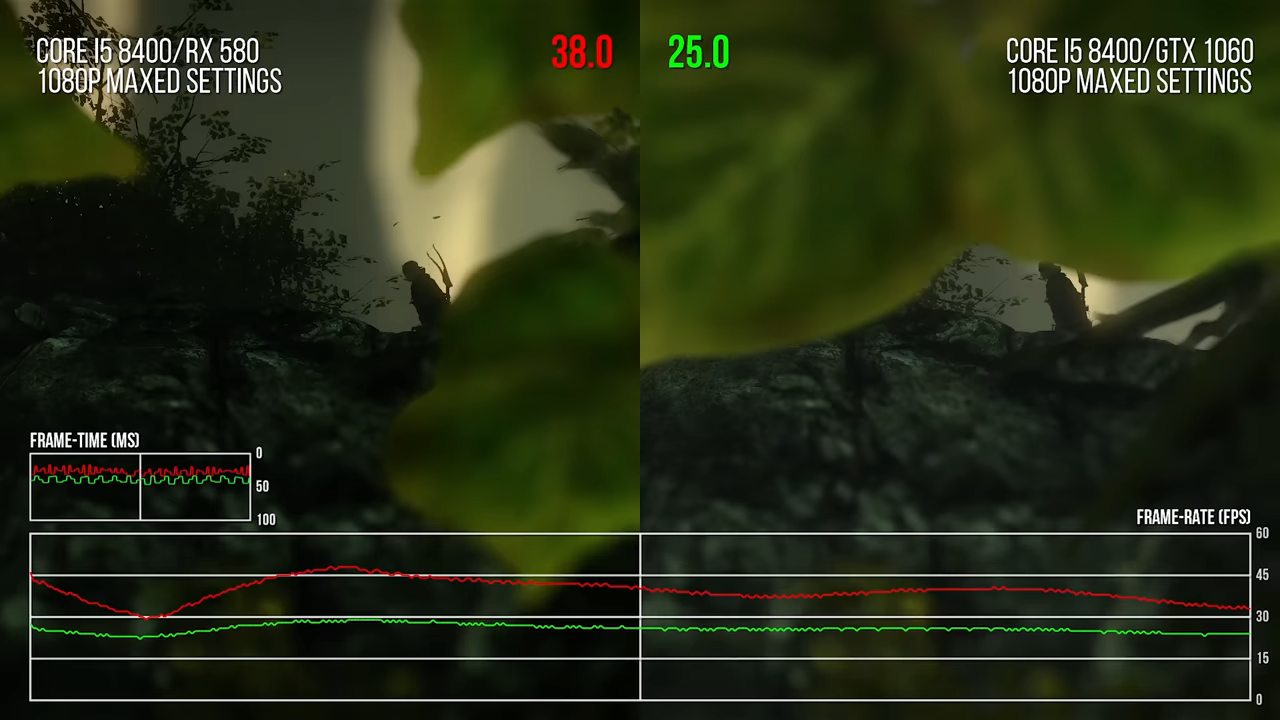 CORE I5 8400/RX 580
1080P MAXED SETTINGS
38.0
25.0
CORE I5 8400/GTX 1060
1080P MAXED SETTINGS
FRAME-TIME (MS)
0
50
100
FRAME-RATE (FPS)
60
45
30
15
0